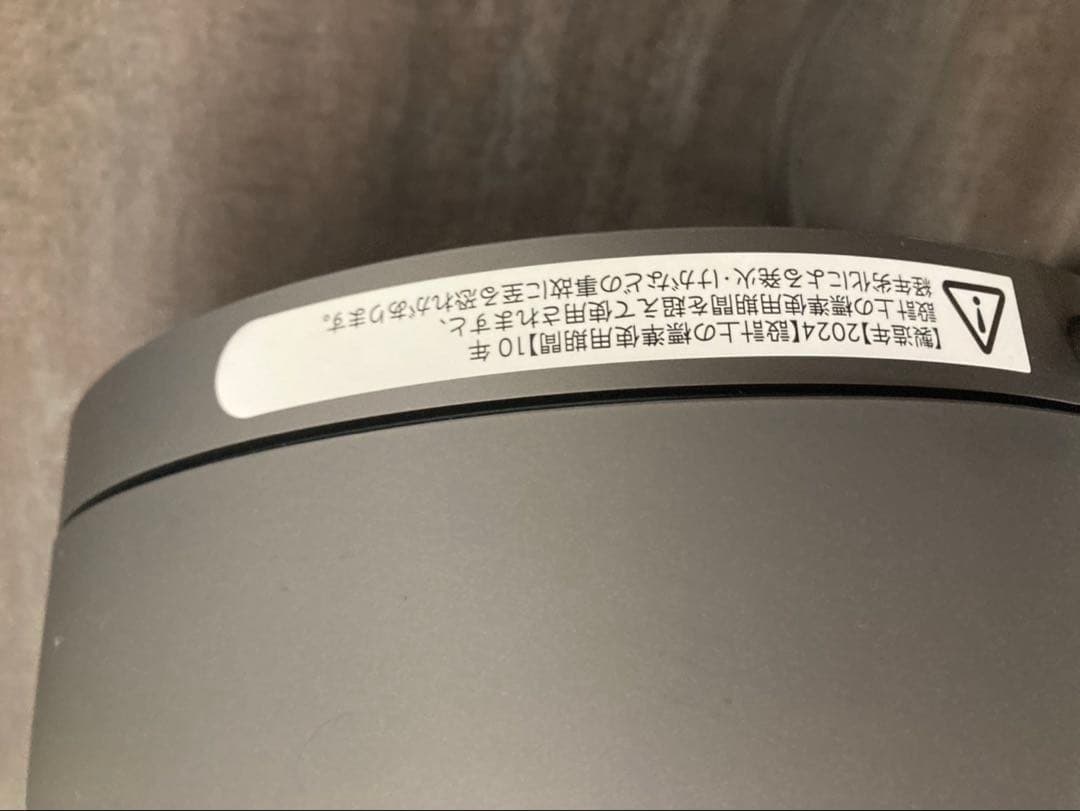 【製造年】2024【設計上の標準使用期間】10 年
設計上の標準使用期間を超えて使用されますと、
経年劣化による発火・けがなどの事故に至る恐れがあります。